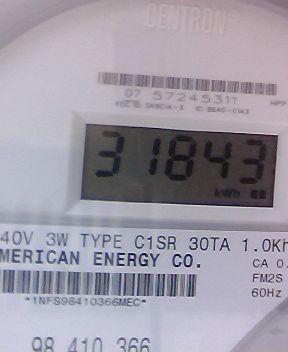 CENTRON®
07 57245311
31843
kWh
40V 3W TYPE C1SR 30TA 1.0Kh
MERICAN ENERGY CO.
CA 0.
FM2S
60Hz
*1NFS98410366MEC*
98 410 366